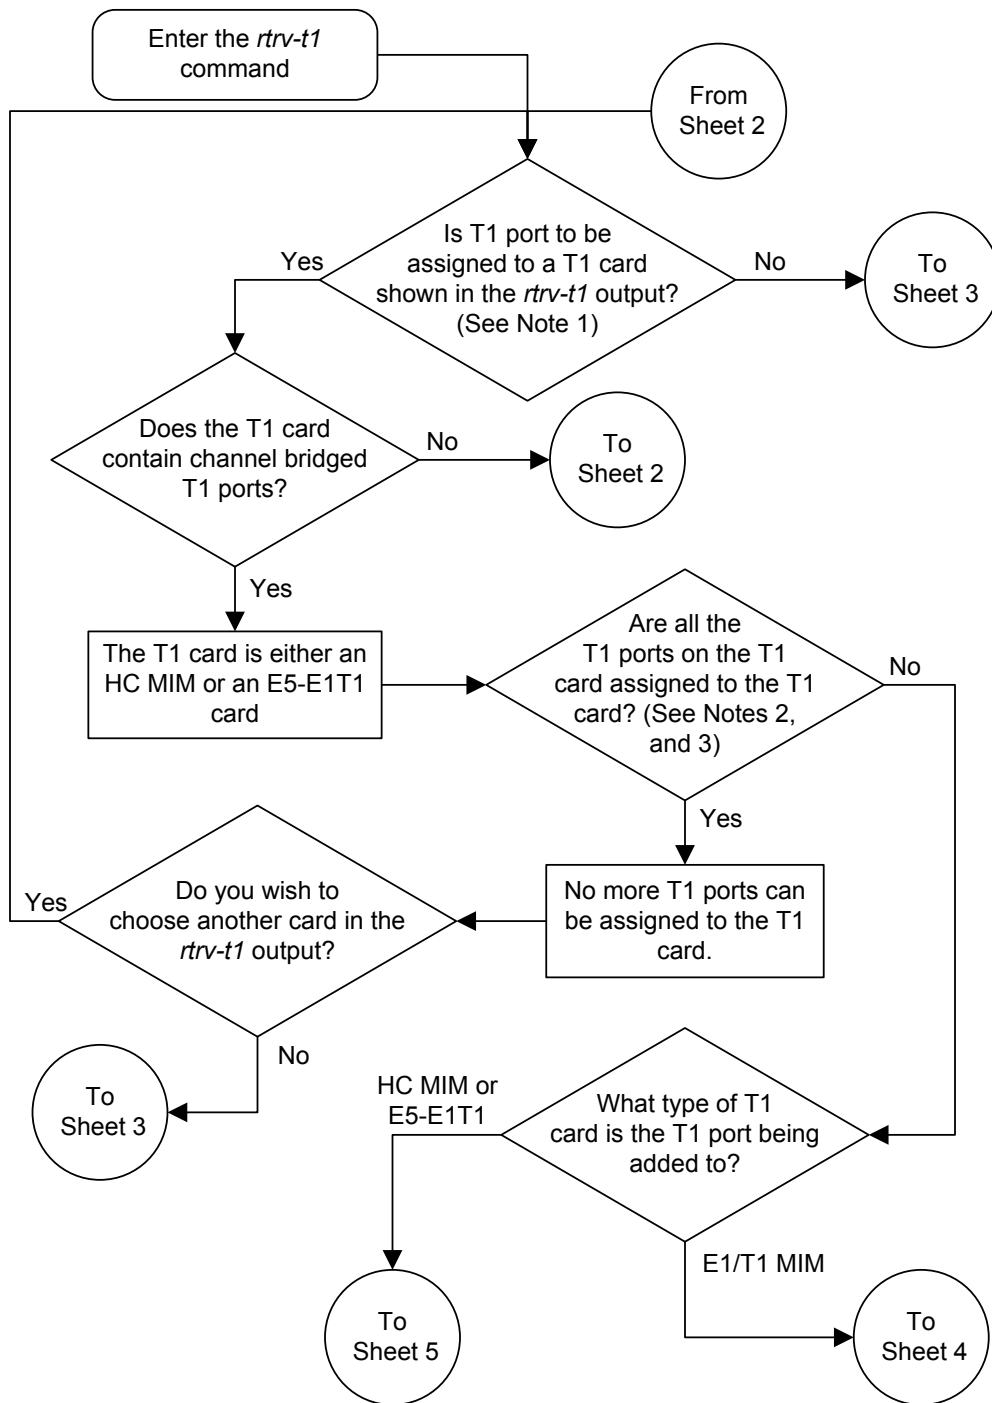 Enter the rtrv-t1
command
From
Sheet 2
Is T1 port to be
assigned to a T1 card
shown in the rtrv-t1 output?
(See Note 1)
Yes
No
To
Sheet 3
Does the T1 card
contain channel bridged
T1 ports?
No
To
Sheet 2
Yes
The T1 card is either an
HC MIM or an E5-E1T1
card
Are all the
T1 ports on the T1
card assigned to the T1
card? (See Notes 2,
and 3)
No
Yes
No more T1 ports can
be assigned to the T1
card.
Do you wish to
choose another card in the
rtrv-t1 output?
Yes
No
To
Sheet 3
What type of T1
card is the T1 port being
added to?
HC MIM or
E5-E1T1
E1/T1 MIM
To
Sheet 5
To
Sheet 4